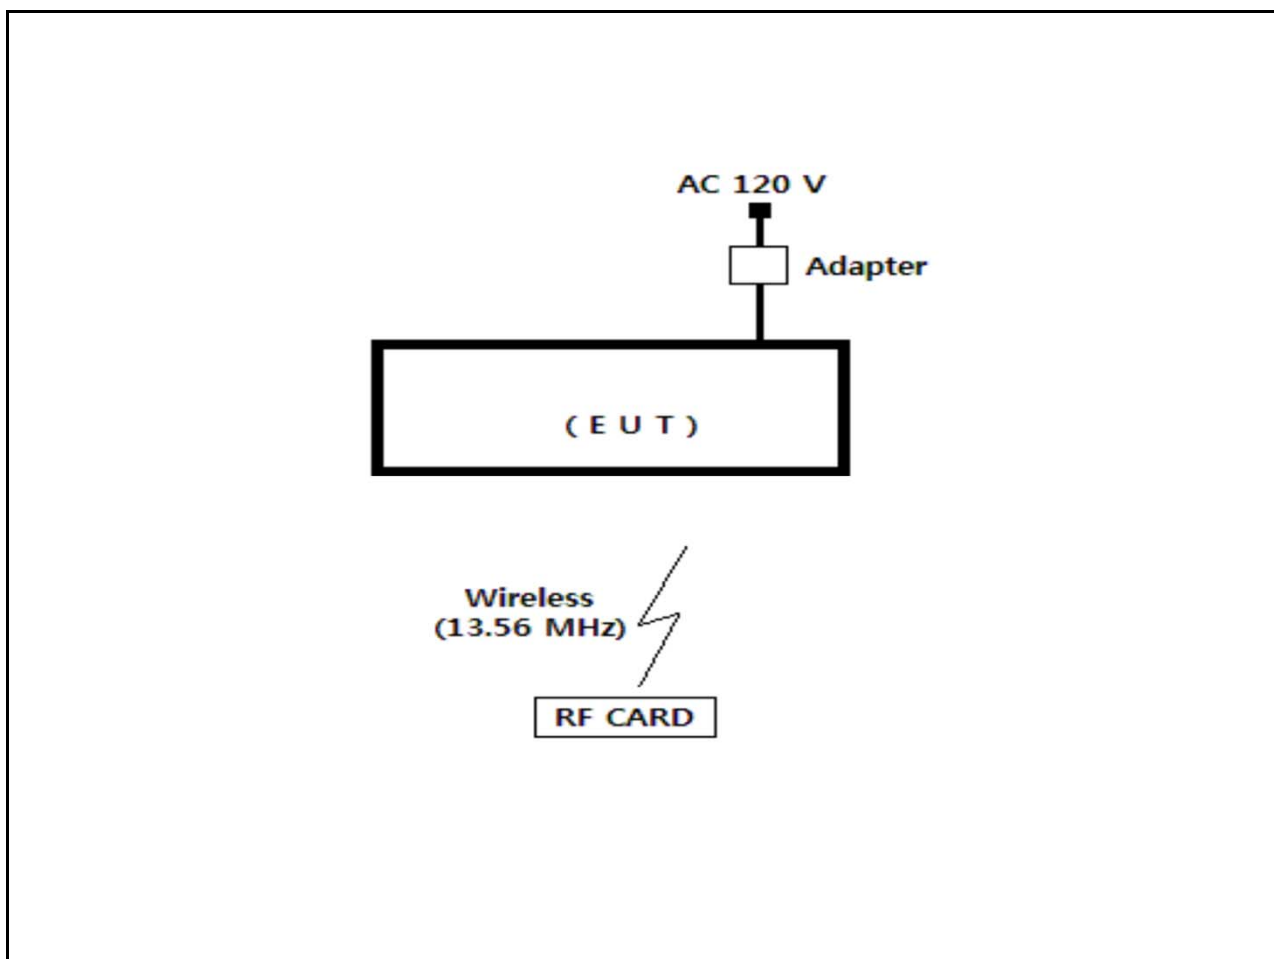 AC 120 V
Adapter
( E U T )
Wireless
(13.56 MHz)
RF CARD